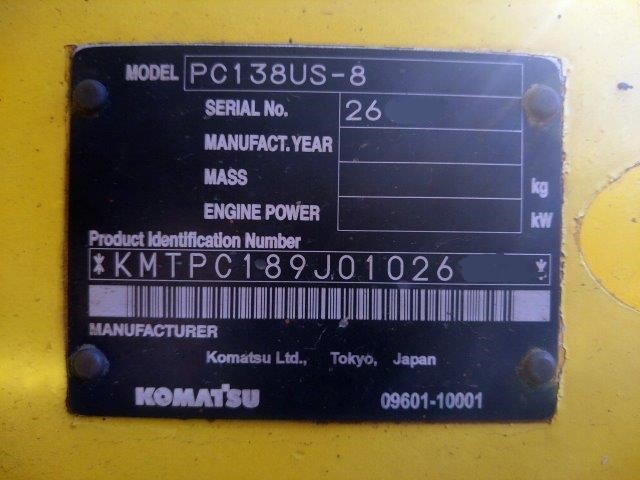 MODEL PC138US-8
SERIAL No. 26
MANUFACT. YEAR
MASS kg
ENGINE POWER kW
Product Identification Number
*KMTPC189J01026 *
MANUFACTURER
Komatsu Ltd., Tokyo, Japan
KOMATSU 09601-10001